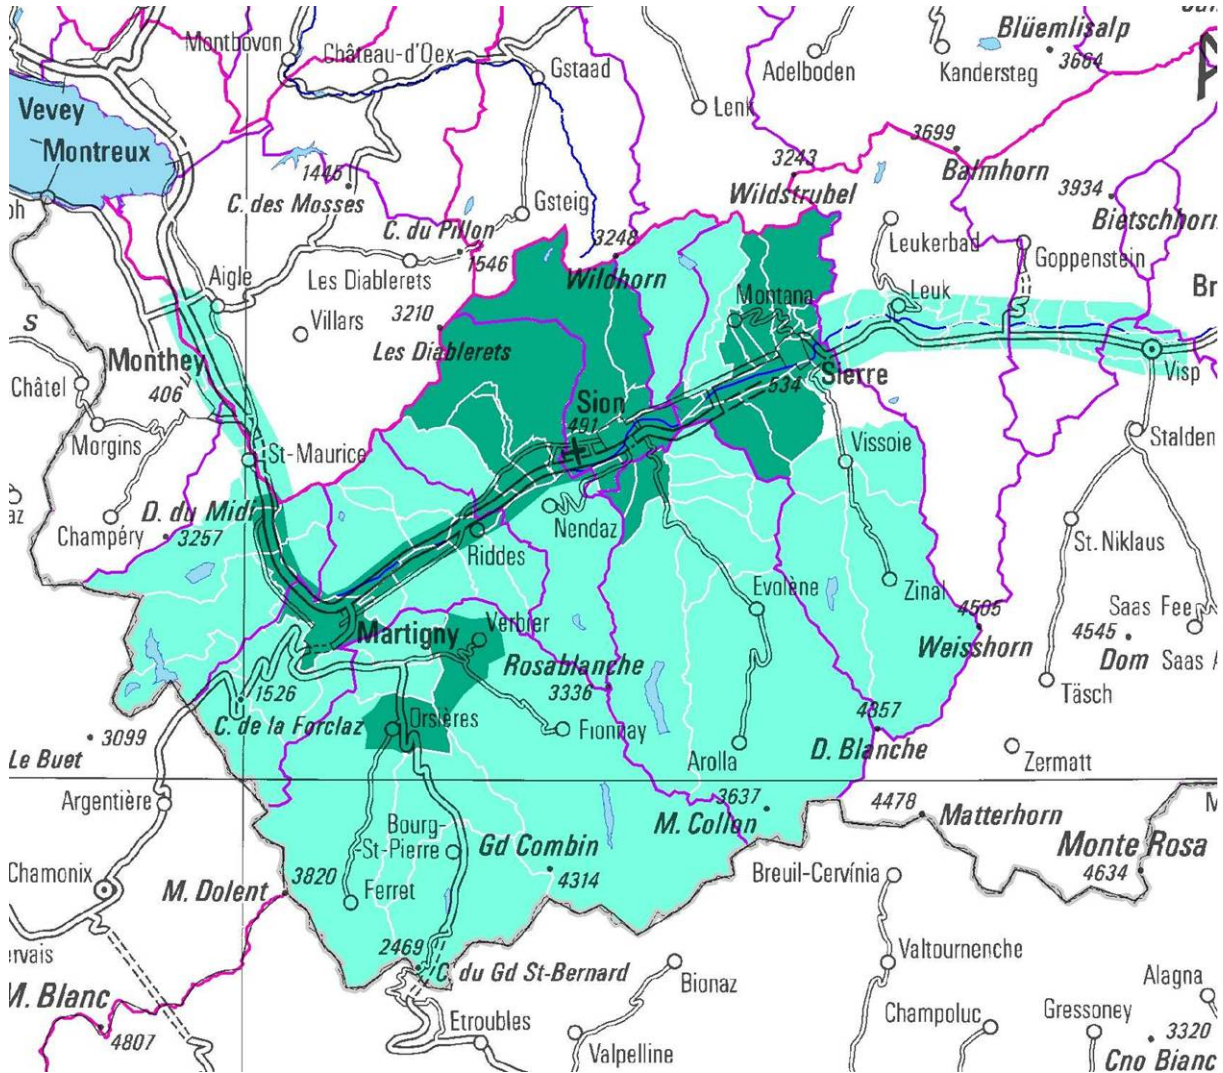 Montbovon
Château-d'Oex
Gstaad
Adelboden
Blüemlisalp
3664
Kandersteg
Vevey
Montreux
Lenk
3699
Balmhorn
3243
Wildstrubel
3934
Bietschhorn
1445
C. des Mosses
Gsteig
C. du Pillon
1546
3248
Wildhorn
Leukerbad
Goppenstein
Aigle
Les Diablerets
Villars
3210
Les Diablerets
Montana
Leuk
Br
S
Monthey
406
Châtel
Morgins
Sion
491
534
Sierre
Visp
St-Maurice
Vissoie
Stalden
az
Champéry
D. du Midi
3257
Riddes
Nendaz
St. Niklaus
Evolène
Zinal
4505
Weisshorn
Saas Fee
4545
Dom
Saas A
Täsch
Martigny
Verbier
Rosablanche
3336
1526
C. de la Forclaz
Orsières
Fionnay
4357
D. Blanche
Arolla
Zermatt
Le Buet
3099
Argentière
3637
M. Collon
4478
Matterhorn
Monte Rosa
4634
Bourg-
-St-Pierre
Gd Combin
4314
Chamonix
M. Dolent
3820
Ferret
Breuil-Cervínia
ervais
2469
C. du Gd St-Bernard
Bionaz
Valtournenche
Alagna
M. Blanc
4807
Etroubles
Valpelline
Champoluc
Gressoney
3320
Cno Bianc